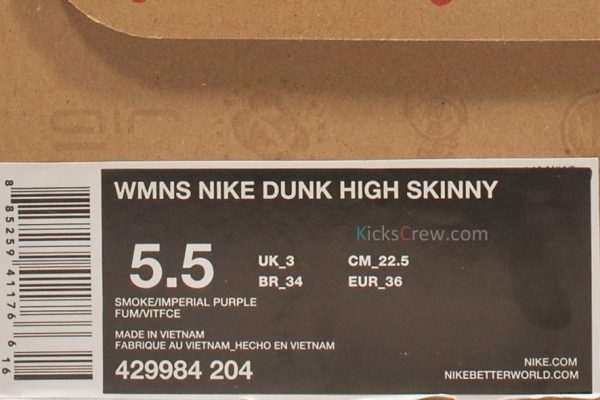 WMNS NIKE DUNK HIGH SKINNY
KicksCrew.com
5.5
UK_3 CM_22.5
BR_34 EUR_36
SMOKE/IMPERIAL PURPLE
FUM/VITFCE
MADE IN VIETNAM
FABRIQUE AU VIETNAM_HECHO EN VIETNAM
429984 204
NIKE.COM
NIKEBETTERWORLD.COM
8 85259 41176 6 16